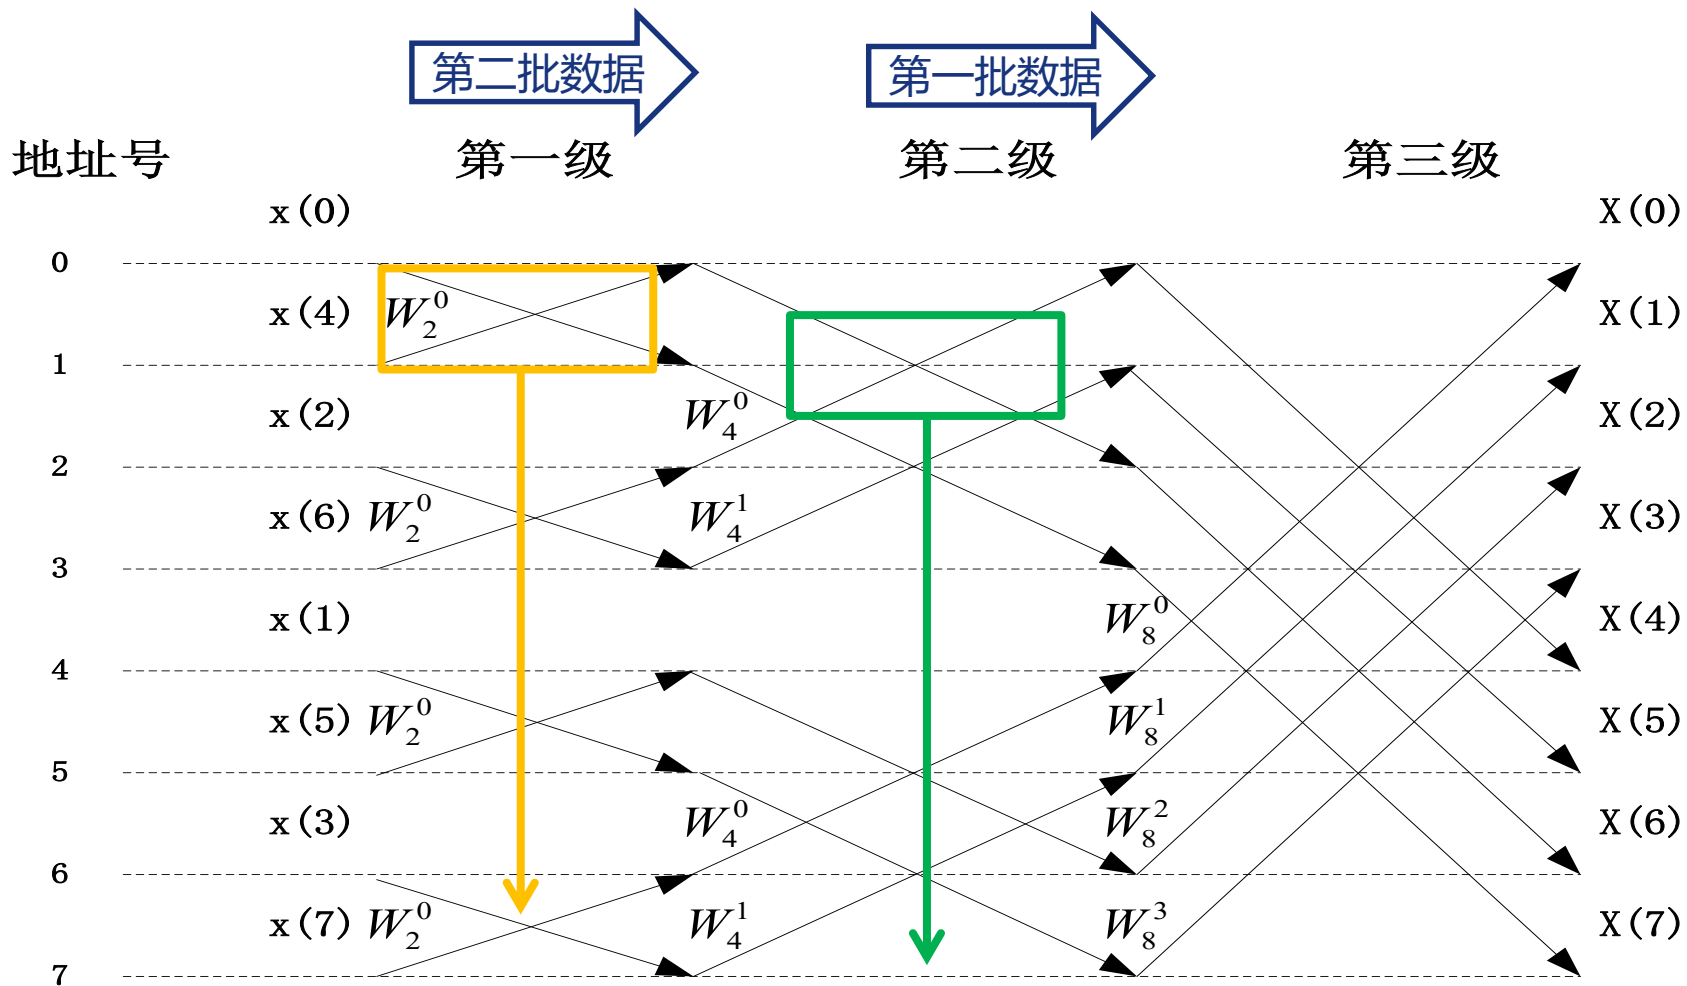 第二批数据 第一批数据
地址号 第一级 第二级 第三级
x(0) X(0)
0
x(4) W_2^0 X(1)
1
x(2) W_4^0 X(2)
2
x(6) W_2^0 W_4^1 X(3)
3
x(1) W_8^0 X(4)
4
x(5) W_2^0 W_8^1 X(5)
5
x(3) W_4^0 W_8^2 X(6)
6
x(7) W_2^0 W_4^1 W_8^3 X(7)
7